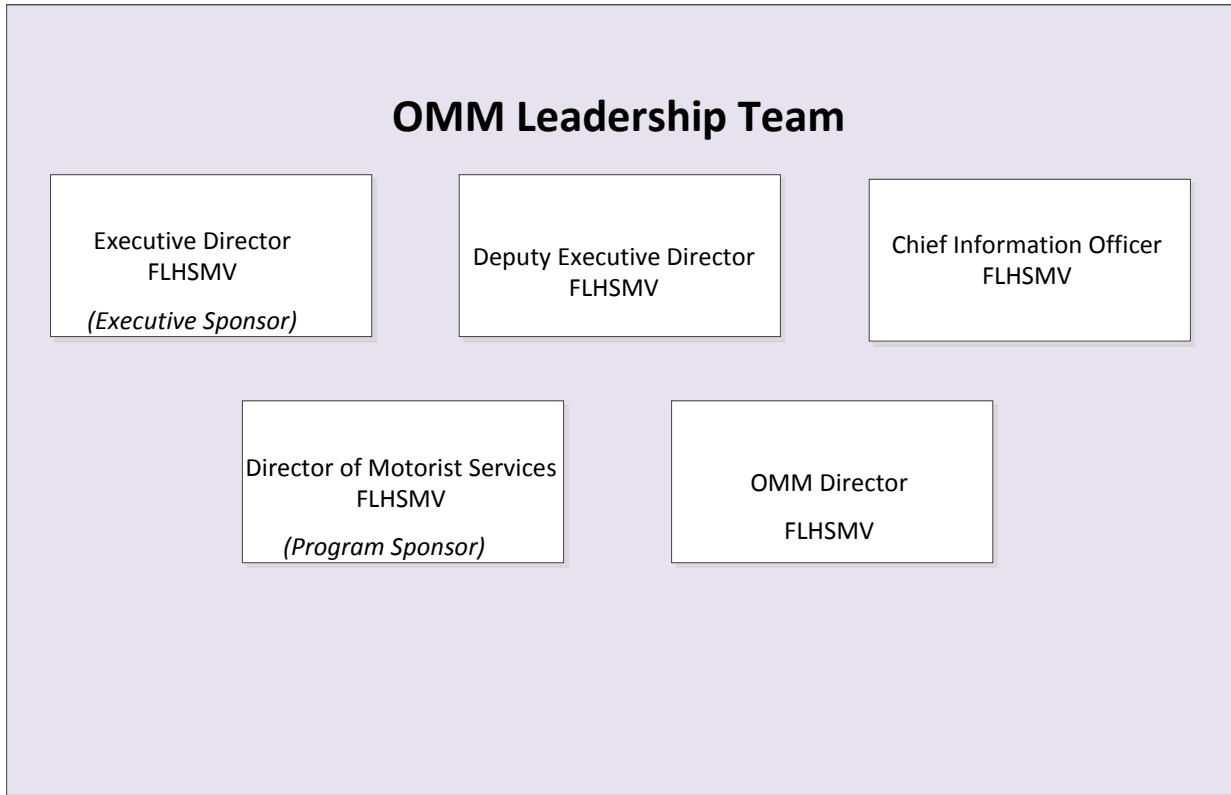 OMM Leadership Team
Executive Director
FLHSMV
(Executive Sponsor)
Deputy Executive Director
FLHSMV
Chief Information Officer
FLHSMV
Director of Motorist Services
FLHSMV
(Program Sponsor)
OMM Director
FLHSMV